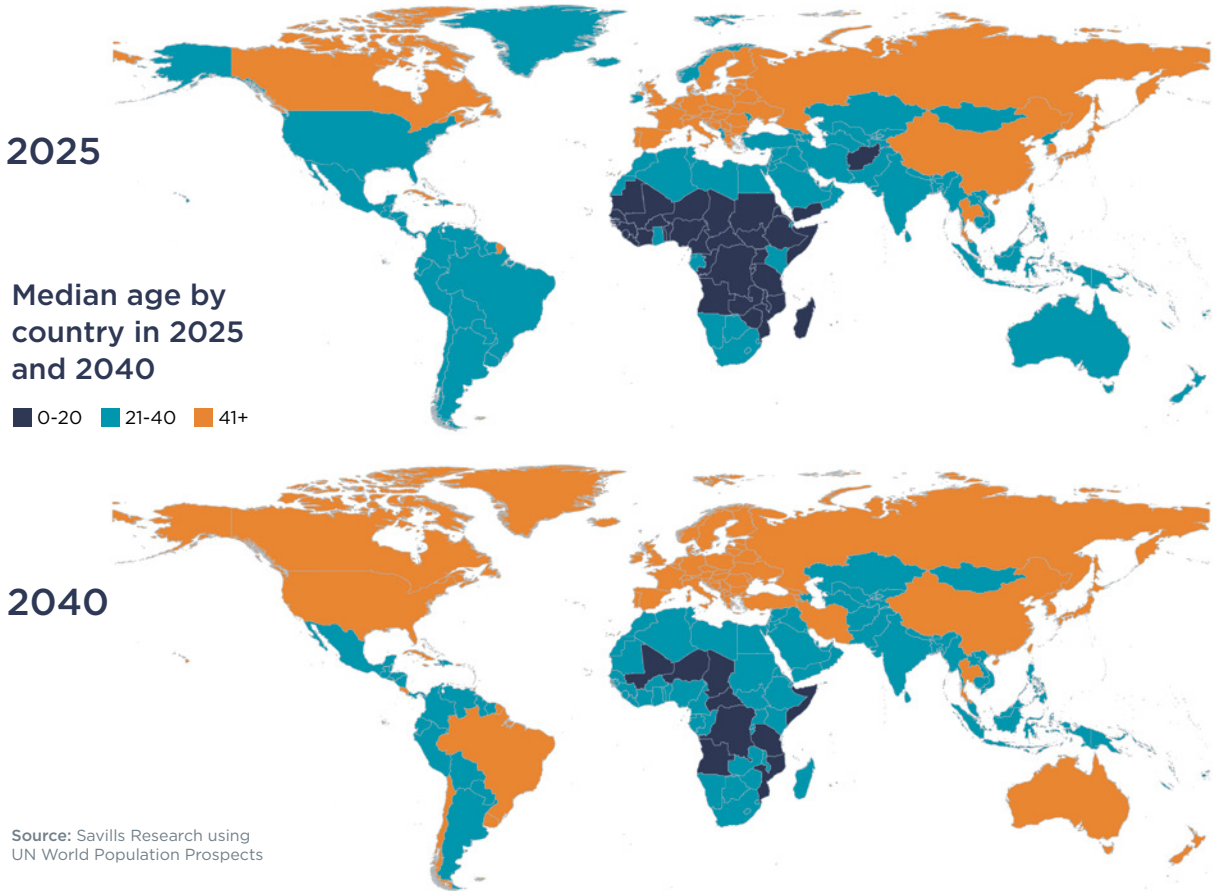 2025
Median age by
country in 2025
and 2040
0-20 21-40 41+
2040
Source: Savills Research using
UN World Population Prospects